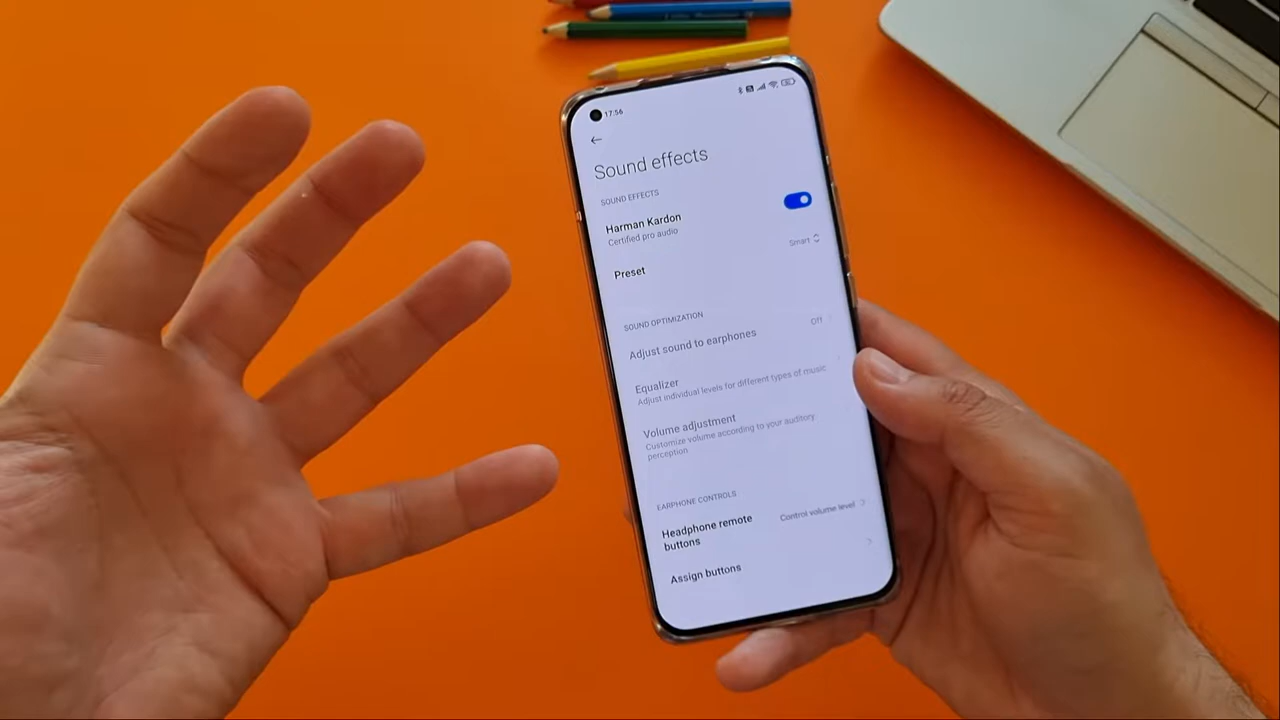 17:56
Sound effects
SOUND EFFECTS
Harman Kardon
Certified pro audio
Preset
Smart
SOUND OPTIMIZATION
Adjust sound to earphones
Off
Equalizer
Adjust individual levels for different types of music
Volume adjustment
Customize volume according to your auditory
perception
EARPHONE CONTROLS
Headphone remote
buttons
Control volume level
Assign buttons